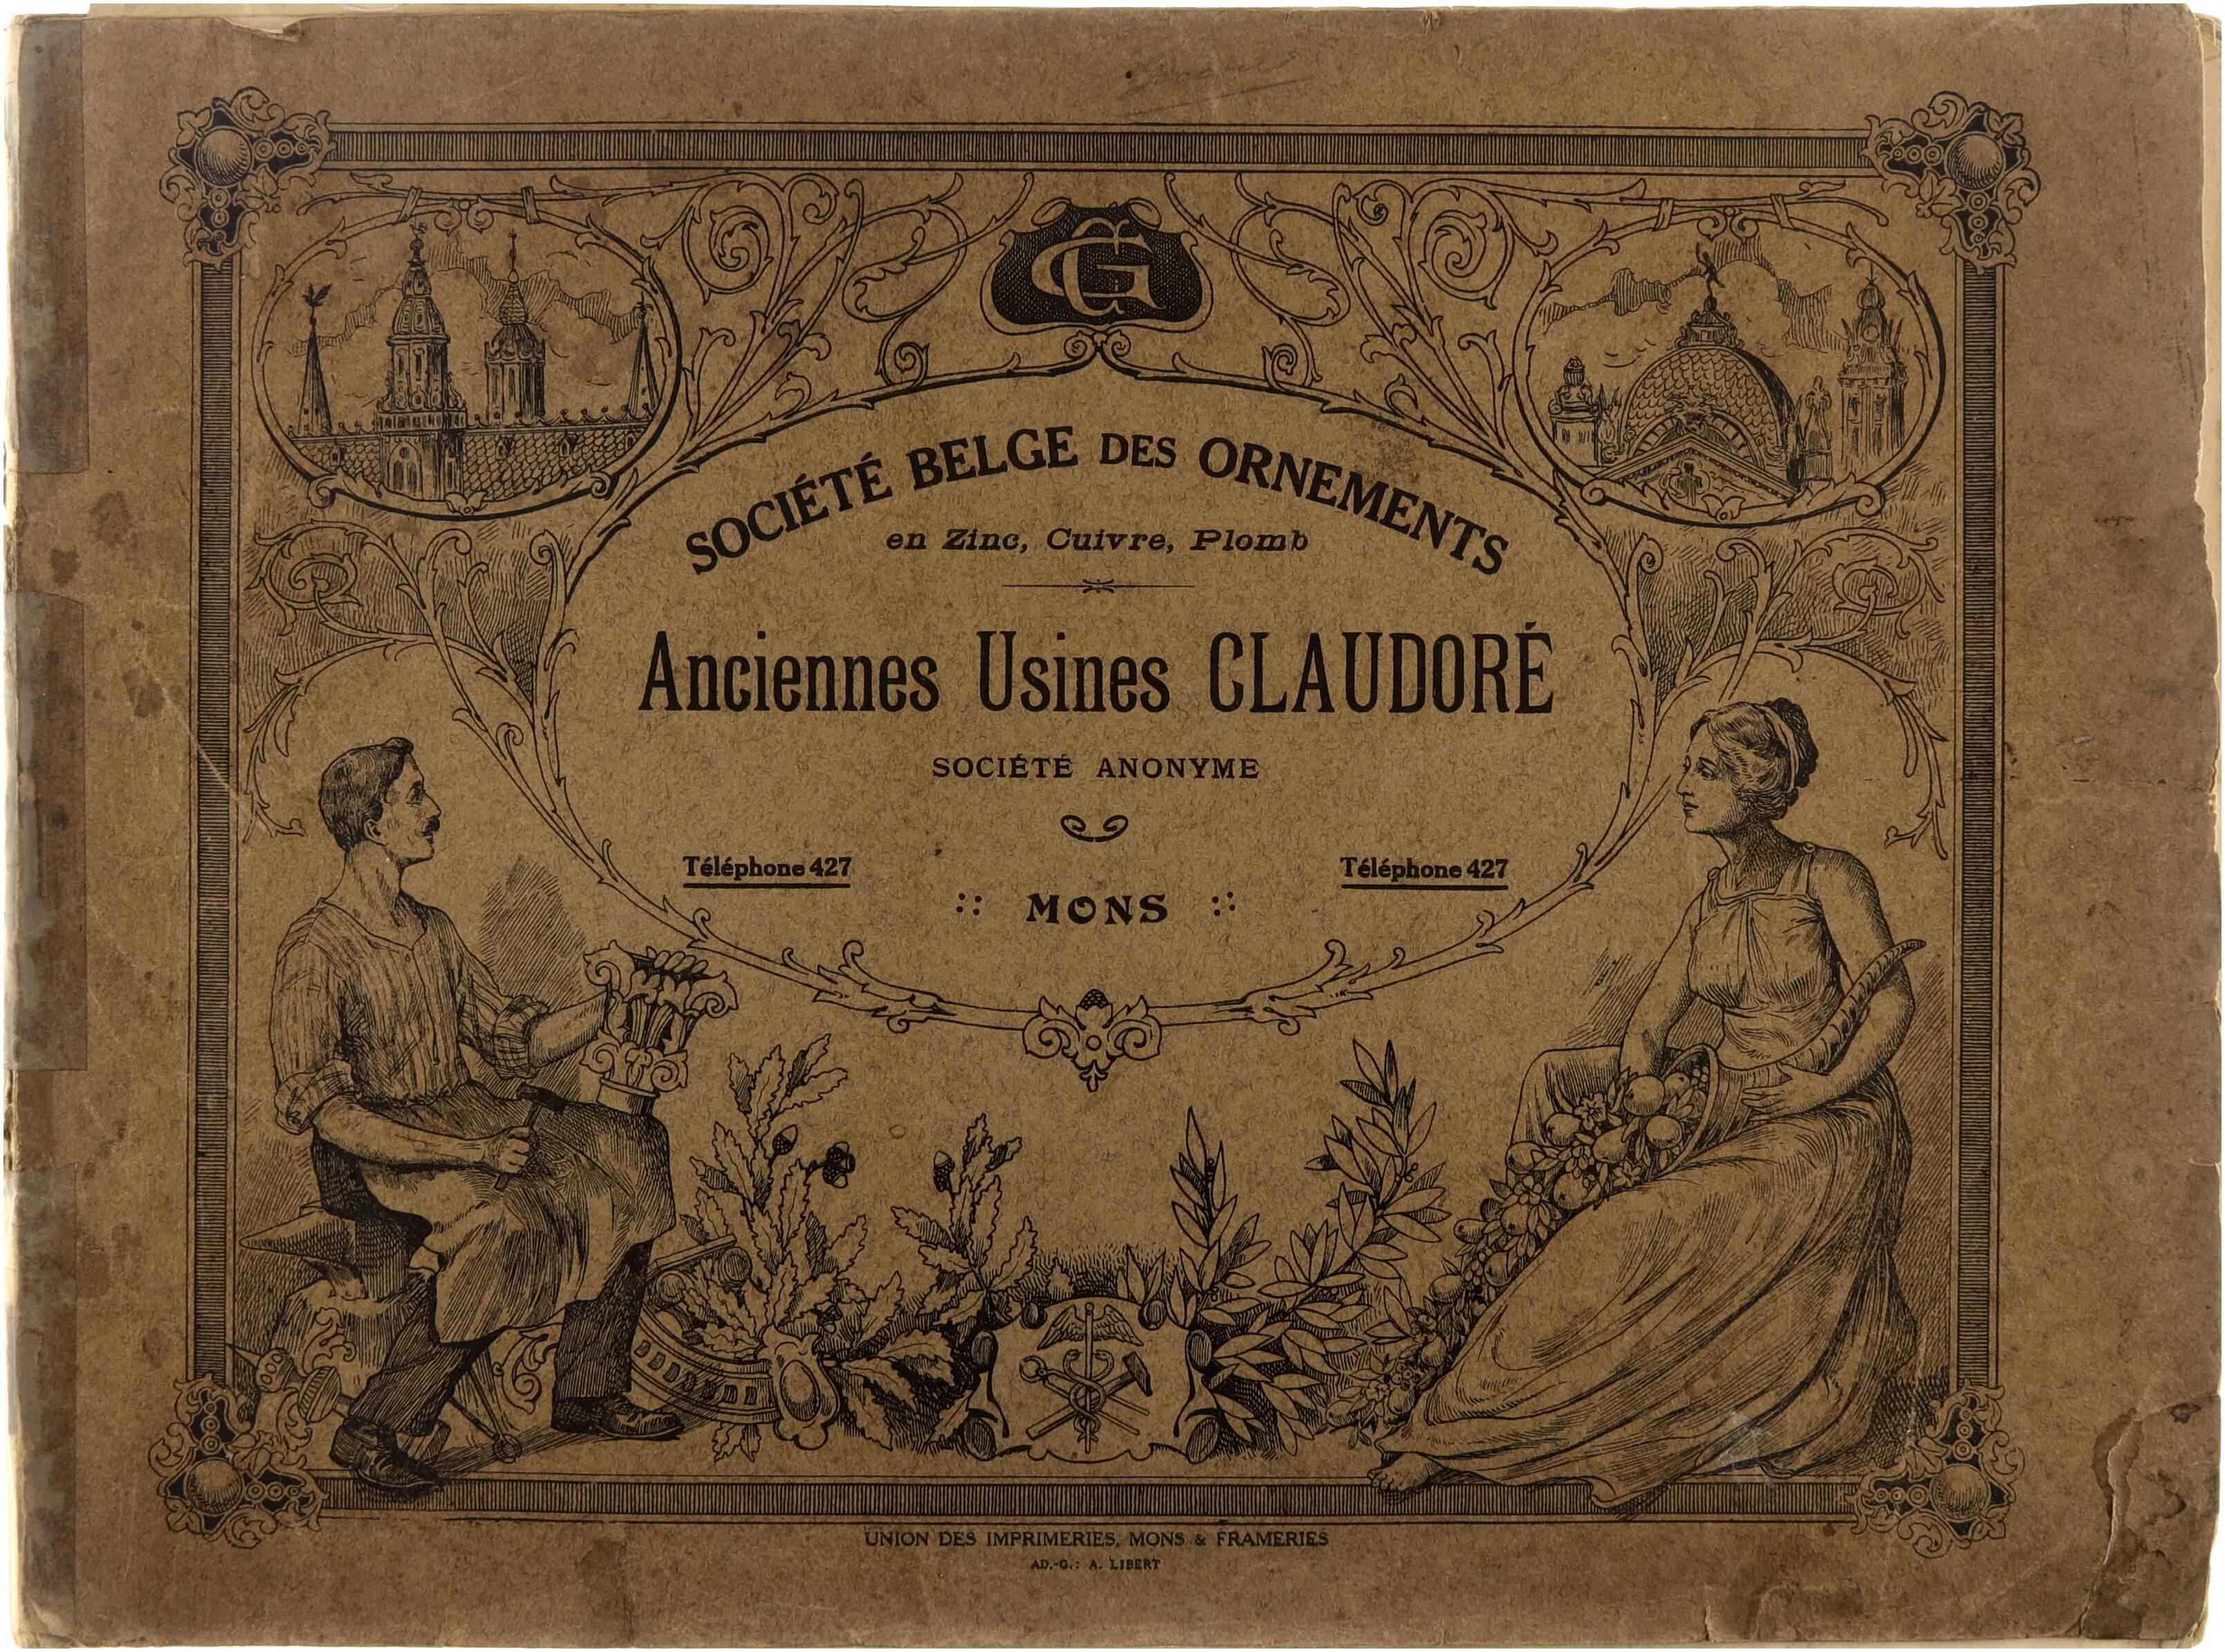 CG
SOCIÉTÉ BELGE DES ORNEMENTS
en Zinc, Cuivre, Plomb
Anciennes Usines CLAUDORÉ
SOCIÉTÉ ANONYME
Téléphone 427
Téléphone 427
MONS
UNION DES IMPRIMERIES, MONS & FRAMERIES
AD.-G.: A. LIBERT